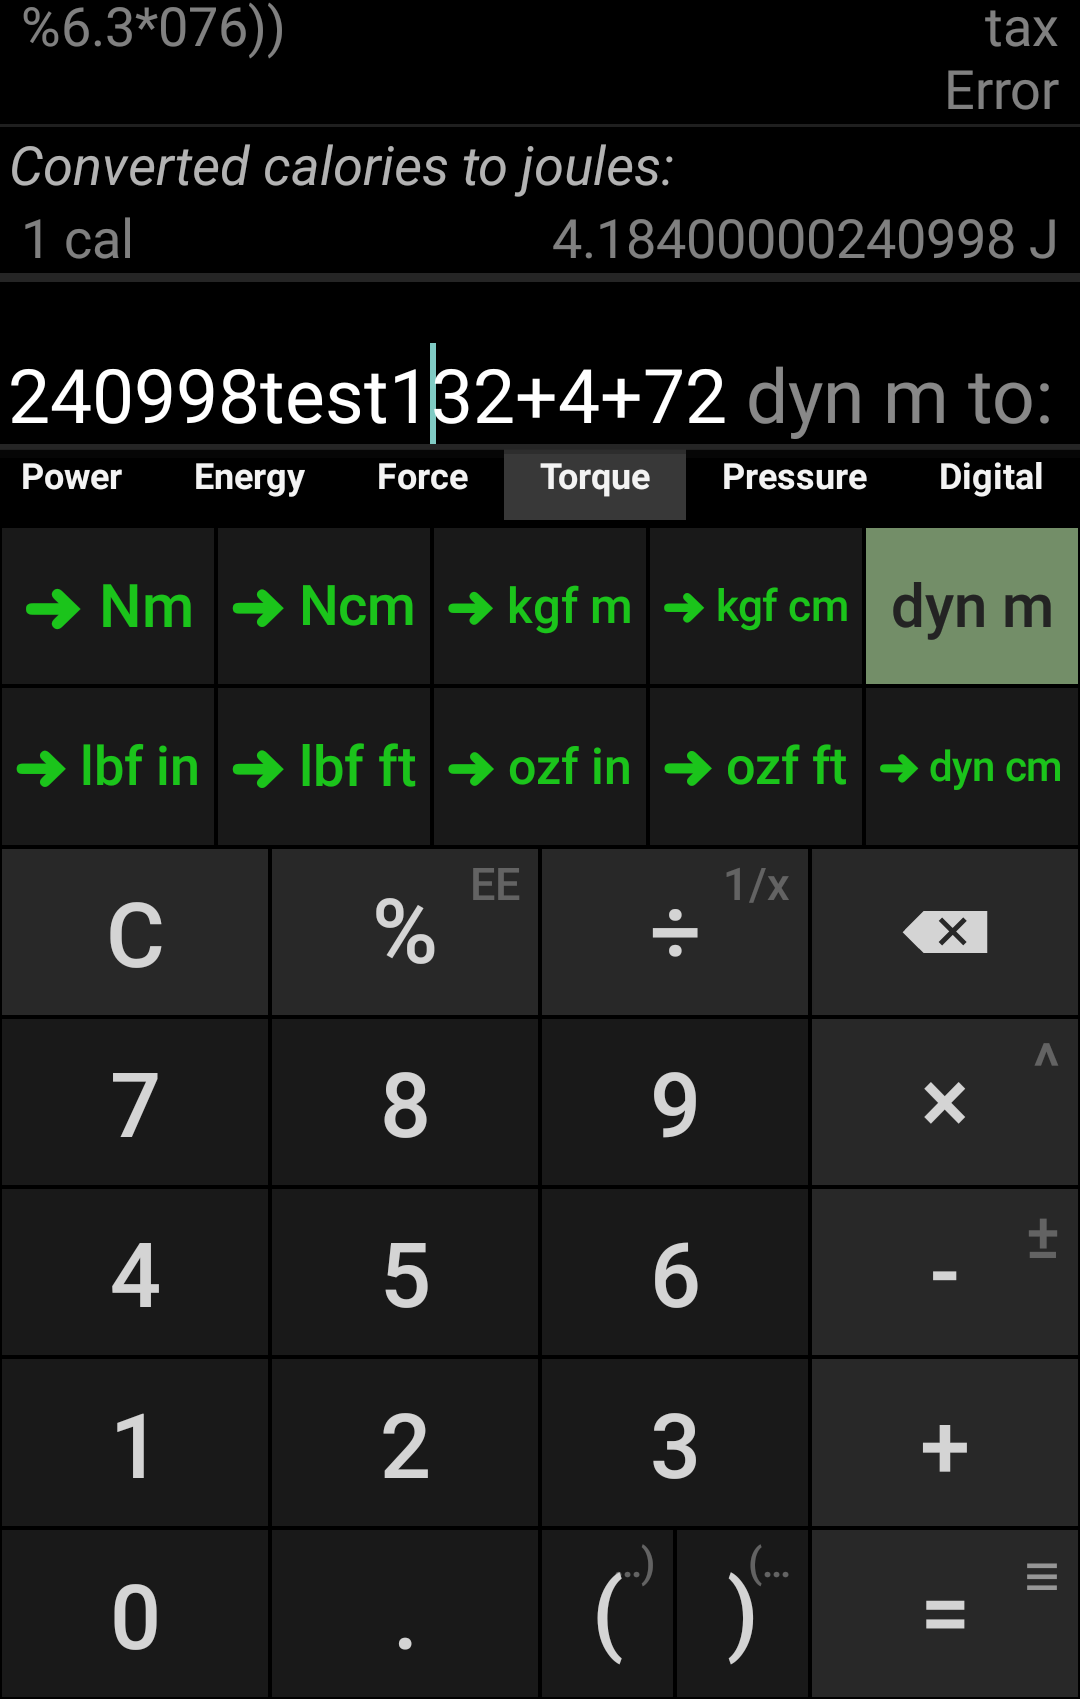 %6.3*076)) tax
Error
Converted calories to joules:
1 cal 4.18400000240998 J
240998test132+4+72 dyn m to:
Power Energy Force Torque Pressure Digital
➔ Nm ➔ Ncm ➔ kgf m ➔ kgf cm dyn m
➔ lbf in ➔ lbf ft ➔ ozf in ➔ ozf ft ➔ dyn cm
C % EE ÷ 1/x
7 8 9 × ^
4 5 6 - ±
1 2 3 +
0 . ( ..) ) (... = ≡